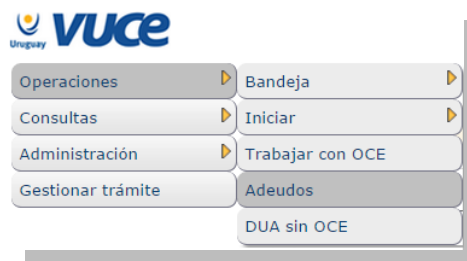 Uruguay vuce
Operaciones
Consultas
Administración
Gestionar trámite
Bandeja
Iniciar
Trabajar con OCE
Adeudos
DUA sin OCE